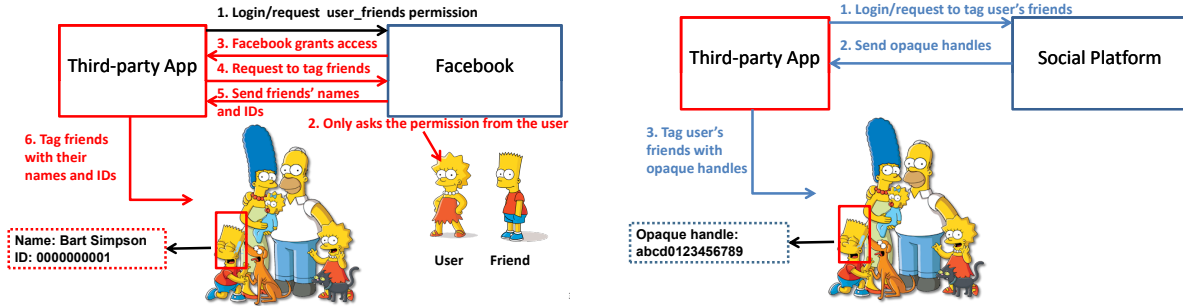 1. Login/request user_friends permission
3. Facebook grants access
Third-party App
4. Request to tag friends
Facebook
5. Send friends' names
and IDs
2. Only asks the permission from the user
6. Tag friends
with their
names and IDs
Name: Bart Simpson
ID: 0000000001
User
Friend
1. Login/request to tag user's friends
2. Send opaque handles
Third-party App
Social Platform
3. Tag user's
friends with
opaque handles
Opaque handle:
abcd0123456789